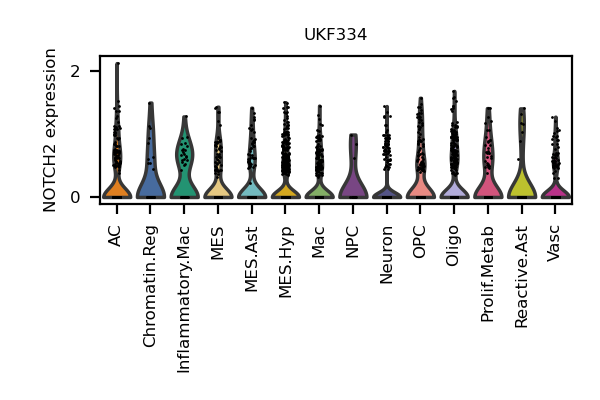 UKF334
NOTCH2 expression
2
0
AC
Chromatin.Reg
Inflammatory.Mac
MES
MES.Ast
MES.Hyp
Mac
NPC
Neuron
OPC
Oligo
Prolif.Metab
Reactive.Ast
Vasc